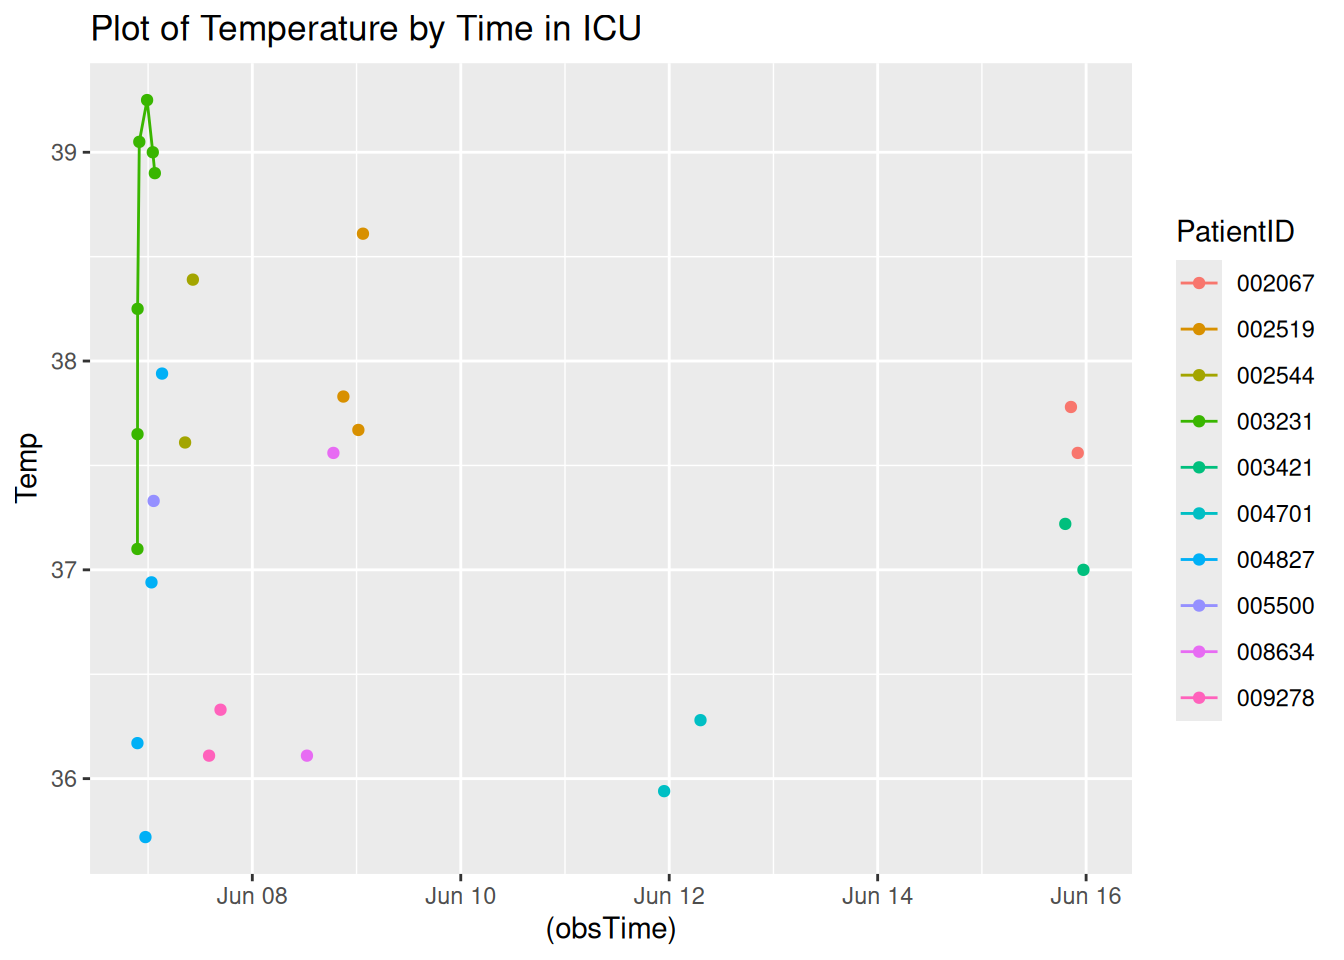 Plot of Temperature by Time in ICU
39
38
37
36
Temp
Jun 08
Jun 10
Jun 12
Jun 14
Jun 16
(obsTime)
PatientID
002067
002519
002544
003231
003421
004701
004827
005500
008634
009278